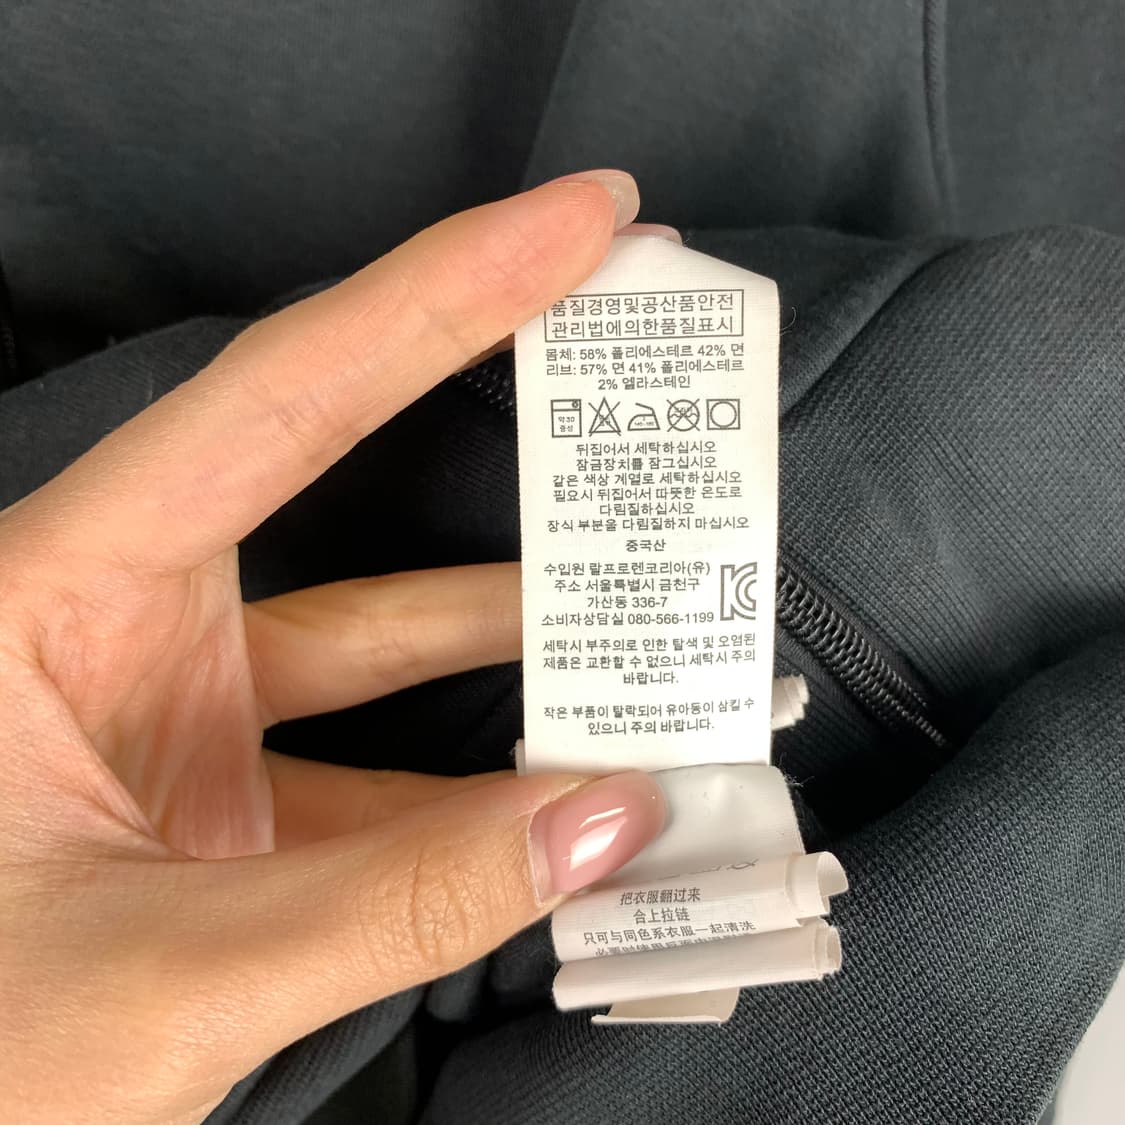 품질경영및공산품안전
관리법에의한품질표시
몸체: 58% 폴리에스테르 42% 면
리브: 57% 면 41% 폴리에스테르
2% 엘라스테인
약30
중성
뒤집어서 세탁하십시오
잠금장치를 잠그십시오
같은 색상 계열로 세탁하십시오
필요시 뒤집어서 따뜻한 온도로
다림질하십시오
장식 부분을 다림질하지 마십시오
중국산
수입원 랄프로렌코리아(유)
주소 서울특별시 금천구
가산동 336-7
소비자상담실 080-566-1199
세탁시 부주의로 인한 탈색 및 오염된
제품은 교환할 수 없으니 세탁시 주의
바랍니다.
작은 부품이 탈락되어 유아동이 삼킬 수
있으니 주의 바랍니다.
把衣服翻过来
合上拉链
只可与同色系衣服一起清洗